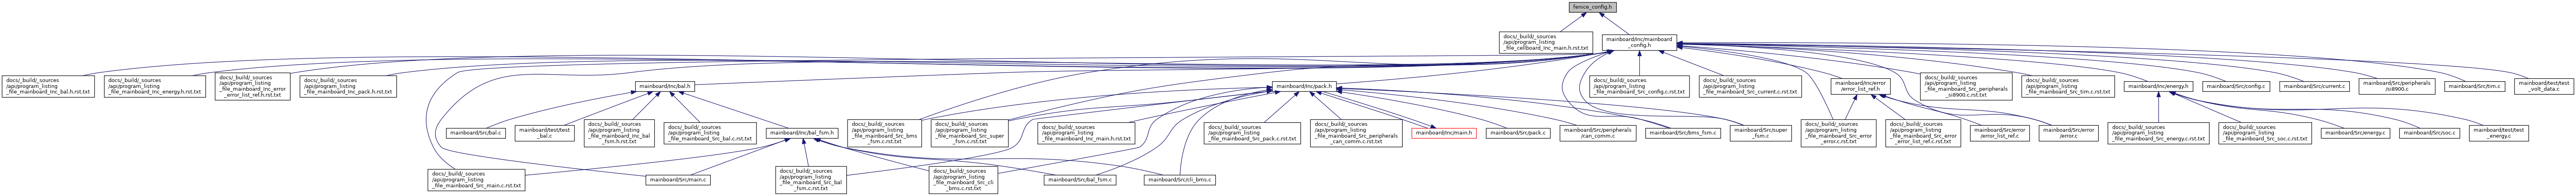 fenice_config.h
docs/_build/_sources
/api/program_listing
_file_cellboard_Inc_main.h.rst.txt
mainboard/Inc/mainboard
_config.h
docs/_build/_sources
/api/program_listing
_file_mainboard_Inc_bal.h.rst.txt
docs/_build/_sources
/api/program_listing
_file_mainboard_Inc_energy.h.rst.txt
docs/_build/_sources
/api/program_listing
_file_mainboard_Inc_error
_error_list_ref.h.rst.txt
docs/_build/_sources
/api/program_listing
_file_mainboard_Inc_pack.h.rst.txt
mainboard/Inc/bal.h
mainboard/Inc/pack.h
docs/_build/_sources
/api/program_listing
_file_mainboard_Src_config.c.rst.txt
docs/_build/_sources
/api/program_listing
_file_mainboard_Src_current.c.rst.txt
mainboard/Inc/error
/error_list_ref.h
docs/_build/_sources
/api/program_listing
_file_mainboard_Src_peripherals
_si8900.c.rst.txt
docs/_build/_sources
/api/program_listing
_file_mainboard_Src_tim.c.rst.txt
mainboard/Inc/energy.h
mainboard/Src/config.c
mainboard/Src/current.c
mainboard/Src/peripherals
/si8900.c
mainboard/Src/tim.c
mainboard/test/test
_volt_data.c
mainboard/Src/bal.c
mainboard/test/test
_bal.c
docs/_build/_sources
/api/program_listing
_file_mainboard_Inc_bal
_fsm.h.rst.txt
docs/_build/_sources
/api/program_listing
_file_mainboard_Src_bal.c.rst.txt
mainboard/Inc/bal_fsm.h
docs/_build/_sources
/api/program_listing
_file_mainboard_Src_bms
_fsm.c.rst.txt
docs/_build/_sources
/api/program_listing
_file_mainboard_Src_super
_fsm.c.rst.txt
docs/_build/_sources
/api/program_listing
_file_mainboard_Inc_main.h.rst.txt
docs/_build/_sources
/api/program_listing
_file_mainboard_Src_pack.c.rst.txt
docs/_build/_sources
/api/program_listing
_file_mainboard_Src_peripherals
_can_comm.c.rst.txt
mainboard/Inc/main.h
mainboard/Src/pack.c
mainboard/Src/peripherals
/can_comm.c
mainboard/Src/bms_fsm.c
mainboard/Src/super
_fsm.c
docs/_build/_sources
/api/program_listing
_file_mainboard_Src_error
_error.c.rst.txt
docs/_build/_sources
/api/program_listing
_file_mainboard_Src_error
_error_list_ref.c.rst.txt
mainboard/Src/error
/error_list_ref.c
mainboard/Src/error
/error.c
docs/_build/_sources
/api/program_listing
_file_mainboard_Src_energy.c.rst.txt
docs/_build/_sources
/api/program_listing
_file_mainboard_Src_soc.c.rst.txt
mainboard/Src/energy.c
mainboard/Src/soc.c
mainboard/test/test
_energy.c
docs/_build/_sources
/api/program_listing
_file_mainboard_Src_main.c.rst.txt
mainboard/Src/main.c
docs/_build/_sources
/api/program_listing
_file_mainboard_Src_bal
_fsm.c.rst.txt
docs/_build/_sources
/api/program_listing
_file_mainboard_Src_cli
_bms.c.rst.txt
mainboard/Src/bal_fsm.c
mainboard/Src/cli_bms.c